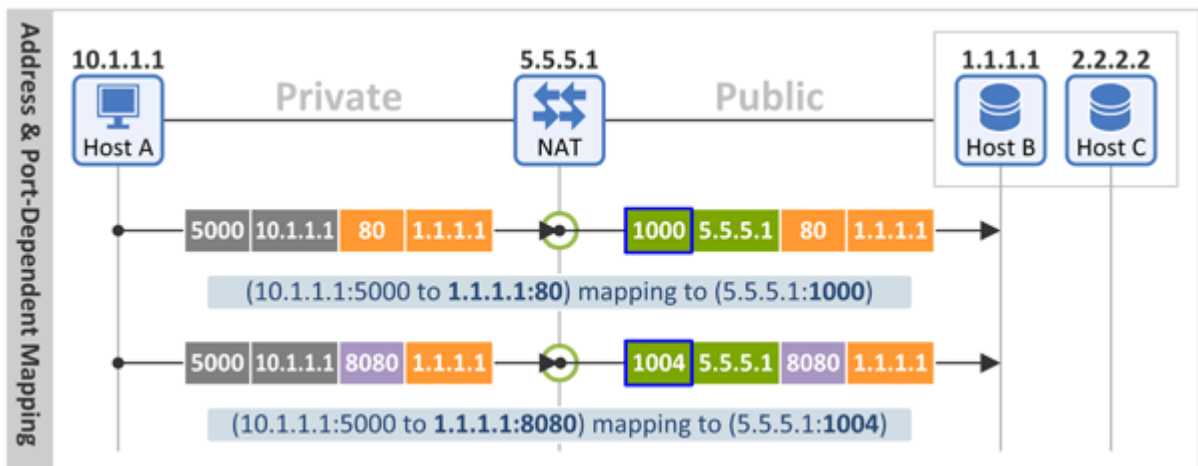 Address & Port-Dependent Mapping
10.1.1.1 5.5.5.1 1.1.1.1 2.2.2.2
Private Public
Host A NAT Host B Host C
5000 10.1.1.1 80 1.1.1.1 1000 5.5.5.1 80 1.1.1.1
(10.1.1.1:5000 to 1.1.1.1:80) mapping to (5.5.5.1:1000)
5000 10.1.1.1 8080 1.1.1.1 1004 5.5.5.1 8080 1.1.1.1
(10.1.1.1:5000 to 1.1.1.1:8080) mapping to (5.5.5.1:1004)